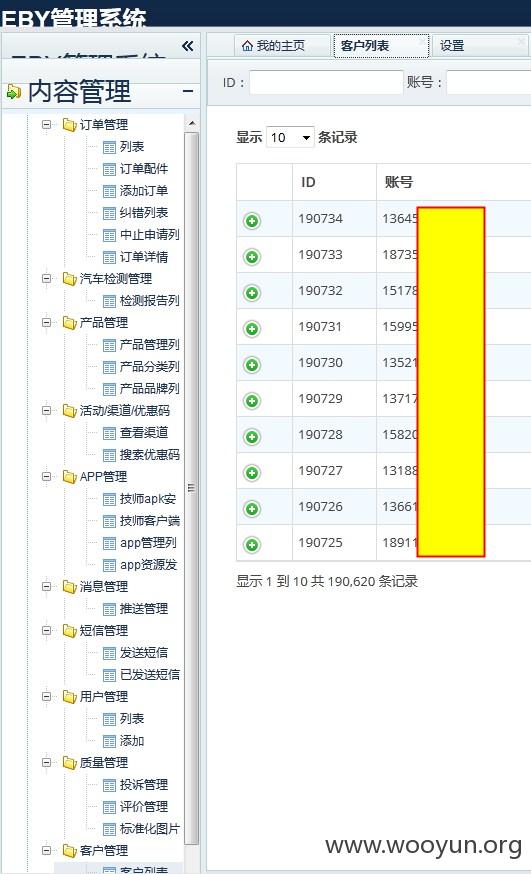 EBY管理系统
内容管理
订单管理
列表
订单配件
添加订单
纠错列表
中止申请列
订单详情
汽车检测管理
检测报告列
产品管理
产品管理列
产品分类列
产品品牌列
活动/渠道/优惠码
查看渠道
搜索优惠码
APP管理
技师apk安
技师客户端
app管理列
app资源发
消息管理
推送管理
短信管理
发送短信
已发送短信
用户管理
列表
添加
质量管理
投诉管理
评价管理
标准化图片
客户管理
客户列表
我的主页 客户列表 设置
ID： 账号：
显示 10 条记录
ID 账号
190734 13645
190733 18735
190732 15178
190731 15995
190730 13521
190729 13717
190728 15820
190727 13188
190726 13661
190725 18911
显示 1 到 10 共 190,620 条记录
www.wooyun.org